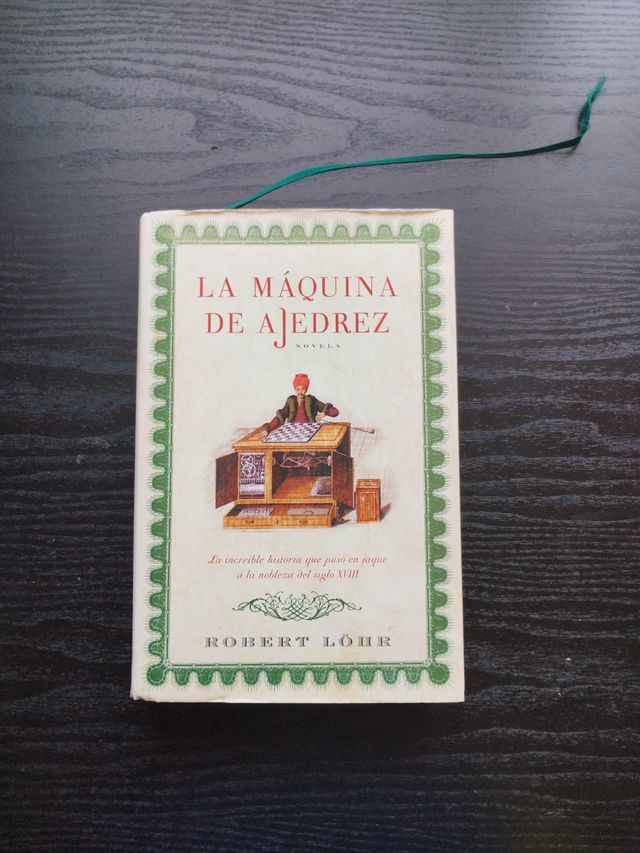 LA MÁQUINA
DE AJEDREZ
NOVELA
La increíble historia que puso en jaque
a la nobleza del siglo XVIII
ROBERT LÖHR